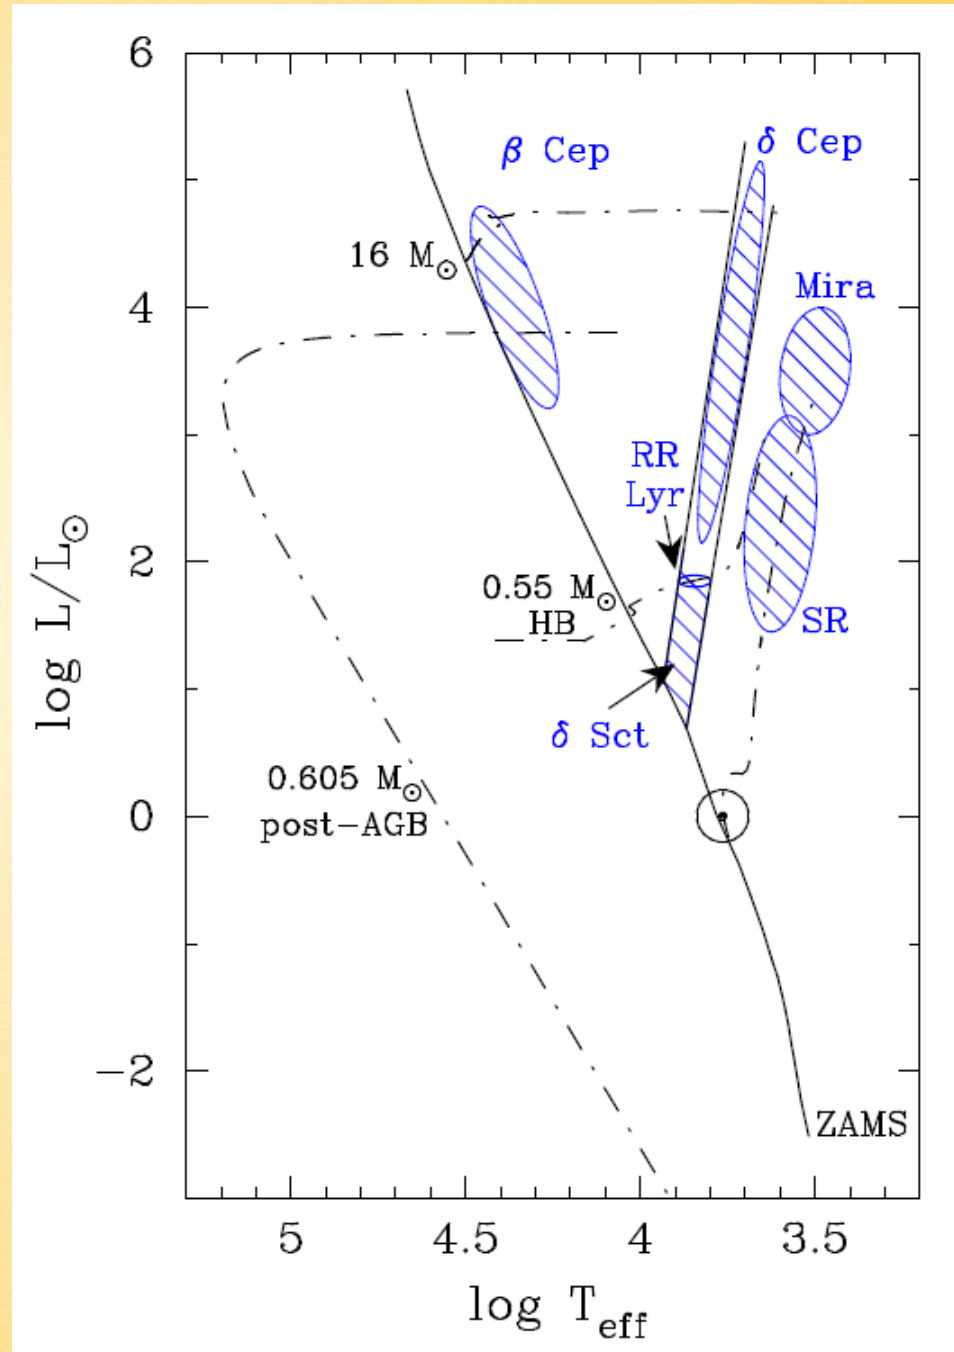 6
β Cep
δ Cep
16 M☉
Mira
4
RR
Lyr
2
0.55 M☉
HB
SR
δ Sct
0.605 M☉
post-AGB
0
−2
ZAMS
log L/L☉
5 4.5 4 3.5
log T_eff